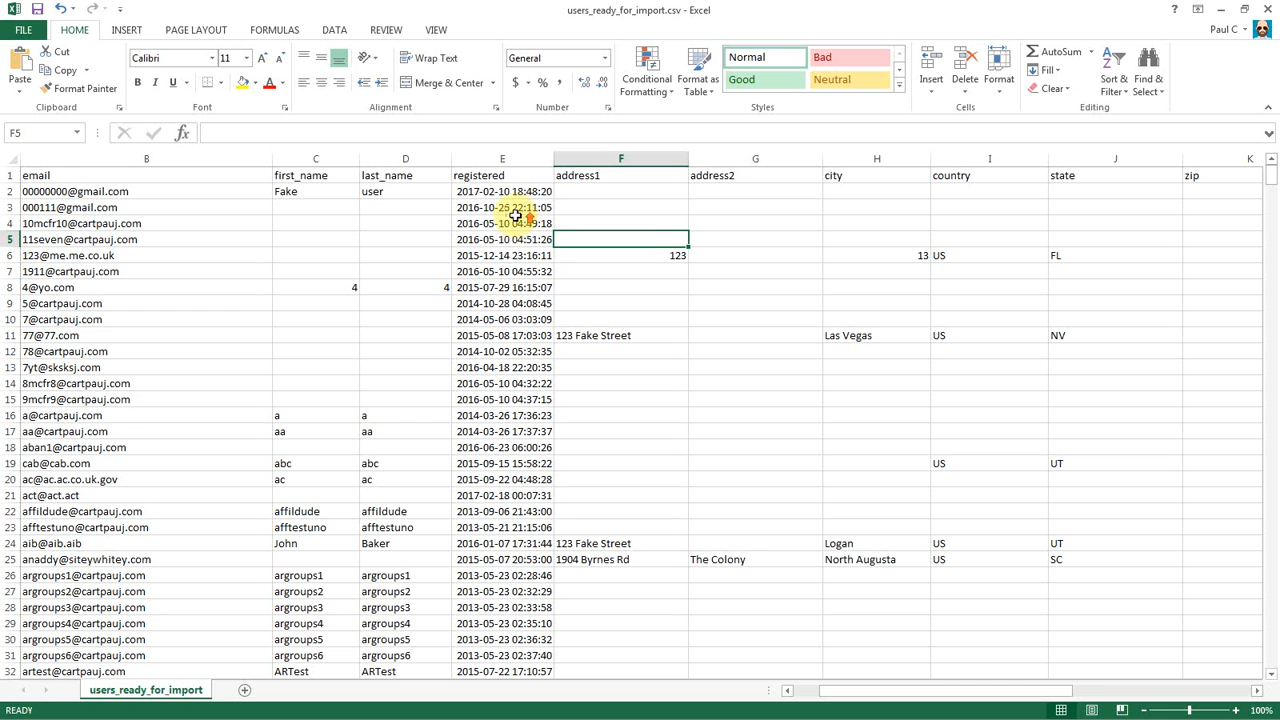 users_ready_for_import.csv - Excel
FILE HOME INSERT PAGE LAYOUT FORMULAS DATA REVIEW VIEW Paul C
Paste
Cut
Copy
Format Painter
Clipboard
Calibri 11
B I U
Font
Wrap Text
Merge & Center
Alignment
General
$ % ,
Number
Conditional Formatting
Format as Table
Normal Bad
Good Neutral
Styles
Insert Delete Format
Cells
AutoSum
Fill
Clear
Sort & Filter
Find & Select
Editing
F5 fx
B C D E F G H I J K
1 email first_name last_name registered address1 address2 city country state zip
2 00000000@gmail.com Fake user 2017-02-10 18:48:20
3 000111@gmail.com 2016-10-26 22:11:05
4 10mcfr10@cartpauj.com 2016-05-10 04:49:18
5 11seven@cartpauj.com 2016-05-10 04:51:26
6 123@me.me.co.uk 2015-12-14 23:16:11 123 13 US FL
7 1911@cartpauj.com 2016-05-10 04:55:32
8 4@yo.com 4 4 2015-07-29 16:15:07
9 5@cartpauj.com 2014-10-28 04:08:45
10 7@cartpauj.com 2014-05-06 03:03:09
11 77@77.com 2015-05-08 17:03:03 123 Fake Street Las Vegas US NV
12 78@cartpauj.com 2014-10-02 05:32:35
13 7yt@sksksj.com 2016-04-18 22:20:35
14 8mcfr8@cartpauj.com 2016-05-10 04:32:22
15 9mcfr9@cartpauj.com 2016-05-10 04:37:15
16 a@cartpauj.com a a 2014-03-26 17:36:23
17 aa@cartpauj.com aa aa 2014-03-26 17:37:37
18 aban1@cartpauj.com 2016-06-23 06:00:26
19 cab@cab.com abc abc 2015-09-15 15:58:22 US UT
20 ac@ac.ac.co.uk.gov ac ac 2015-09-22 04:48:28
21 act@act.act 2017-02-18 00:07:31
22 affildude@cartpauj.com affildude affildude 2013-09-06 21:43:00
23 afftestuno@cartpauj.com afftestuno afftestuno 2013-05-21 21:15:06
24 aib@aib.aib John Baker 2016-01-07 17:31:44 123 Fake Street Logan US UT
25 anaddy@siteywhitey.com 2015-05-07 20:53:00 1904 Byrnes Rd The Colony North Augusta US SC
26 argroups1@cartpauj.com argroups1 argroups1 2013-05-23 02:28:46
27 argroups2@cartpauj.com argroups2 argroups2 2013-05-23 02:32:29
28 argroups3@cartpauj.com argroups3 argroups3 2013-05-23 02:33:58
29 argroups4@cartpauj.com argroups4 argroups4 2013-05-23 02:35:10
30 argroups5@cartpauj.com argroups5 argroups5 2013-05-23 02:36:32
31 argroups6@cartpauj.com argroups6 argroups6 2013-05-23 02:37:40
32 artest@cartpauj.com ARTest ARTest 2015-07-22 17:10:57
users_ready_for_import
READY 100%